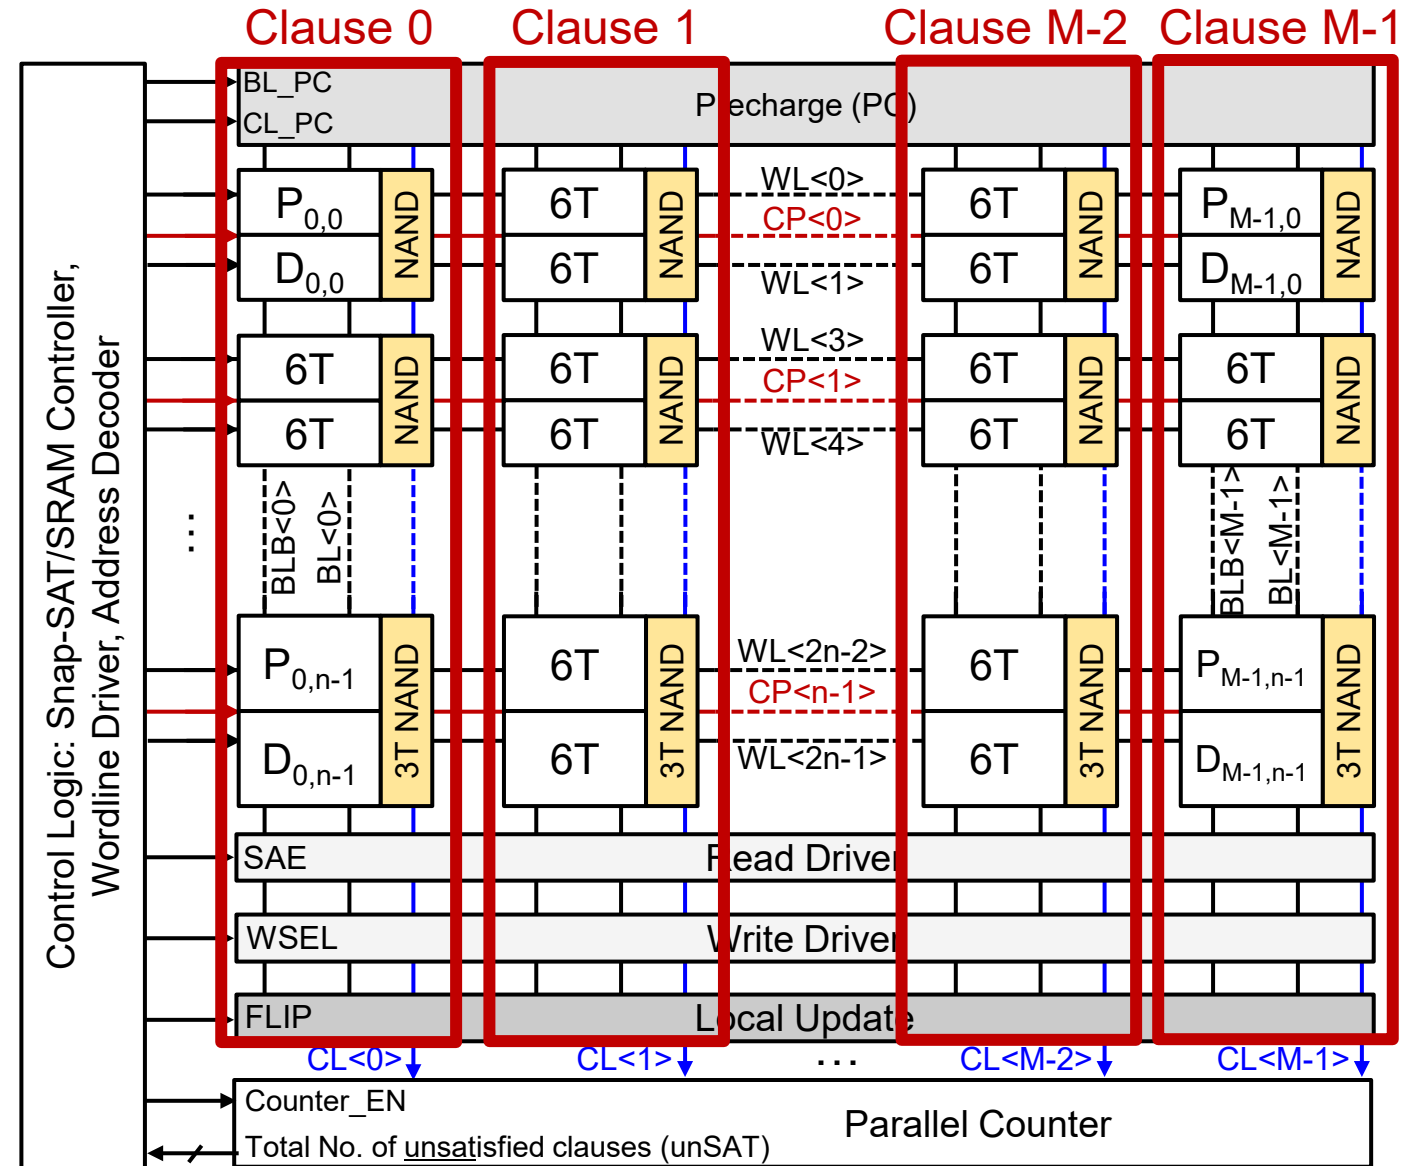 Clause 0 Clause 1 Clause M-2 Clause M-1
Control Logic: Snap-SAT/SRAM Controller,
Wordline Driver, Address Decoder
BL_PC
CL_PC
Precharge (PC)
P0,0 NAND 6T NAND WL<0> 6T NAND PM-1,0 NAND
CP<0>
D0,0 6T WL<1> 6T DM-1,0
6T NAND 6T NAND WL<3> 6T NAND 6T NAND
CP<1>
6T 6T WL<4> 6T 6T
...
BLB<0> BL<0> BLB<M-1> BL<M-1>
P0,n-1 3T NAND 6T 3T NAND WL<2n-2> 6T 3T NAND PM-1,n-1 3T NAND
CP<n-1>
D0,n-1 6T WL<2n-1> 6T DM-1,n-1
SAE Read Driver
WSEL Write Driver
FLIP Local Update
CL<0> CL<1> ... CL<M-2> CL<M-1>
Counter_EN
Parallel Counter
Total No. of unsatisfied clauses (unSAT)